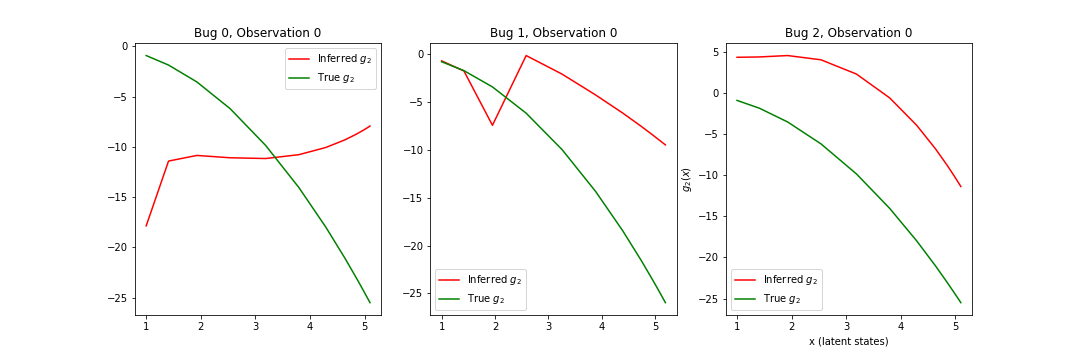 Bug 0, Observation 0
0
−5
−10
−15
−20
−25
1 2 3 4 5
Inferred g₂
True g₂
Bug 1, Observation 0
0
−5
−10
−15
−20
−25
1 2 3 4 5
Inferred g₂
True g₂
Bug 2, Observation 0
g₂(x)
5
0
−5
−10
−15
−20
−25
1 2 3 4 5
x (latent states)
Inferred g₂
True g₂